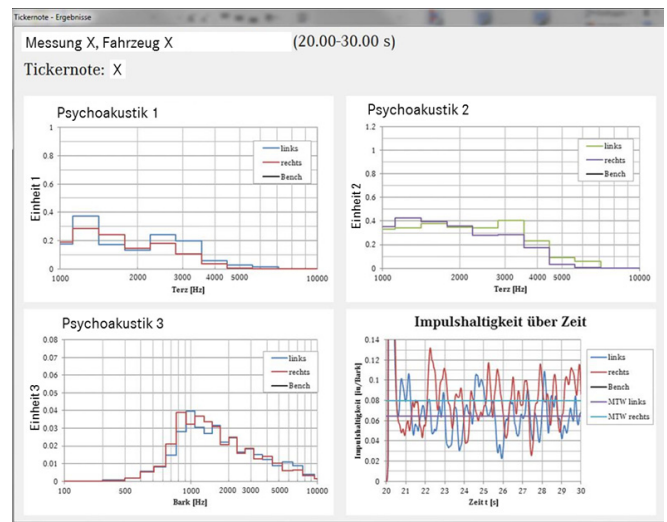 Tickernote - Ergebnisse
Messung X, Fahrzeug X (20.00-30.00 s)
Tickernote: X
Psychoakustik 1
Einheit 1
1
0.8
0.6
0.4
0.2
0
1000 2000 3000 4000 5000 10000
Terz [Hz]
links
rechts
Bench
Psychoakustik 2
Einheit 2
1.2
1
0.8
0.6
0.4
0.2
0
1000 2000 3000 4000 5000 10000
Terz [Hz]
links
rechts
Bench
Psychoakustik 3
Einheit 3
0.08
0.07
0.06
0.05
0.04
0.03
0.02
0.01
0
100 500 1000 2000 3000 5000 10000
Bark [Hz]
links
rechts
Bench
Impulshaltigkeit über Zeit
Impulshaltigkeit [iu/Bark]
0.14
0.12
0.1
0.08
0.06
0.04
0.02
0
20 21 22 23 24 25 26 27 28 29 30
Zeit t [s]
links
rechts
Bench
MTW links
MTW rechts